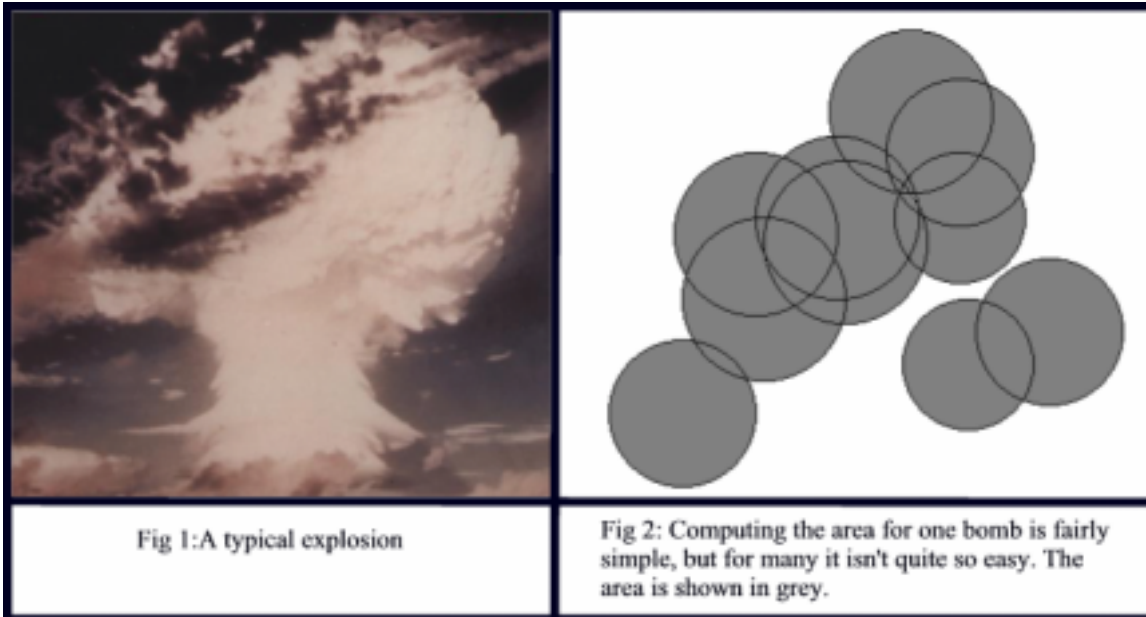 Fig 1:A typical explosion
Fig 2: Computing the area for one bomb is fairly
simple, but for many it isn't quite so easy. The
area is shown in grey.